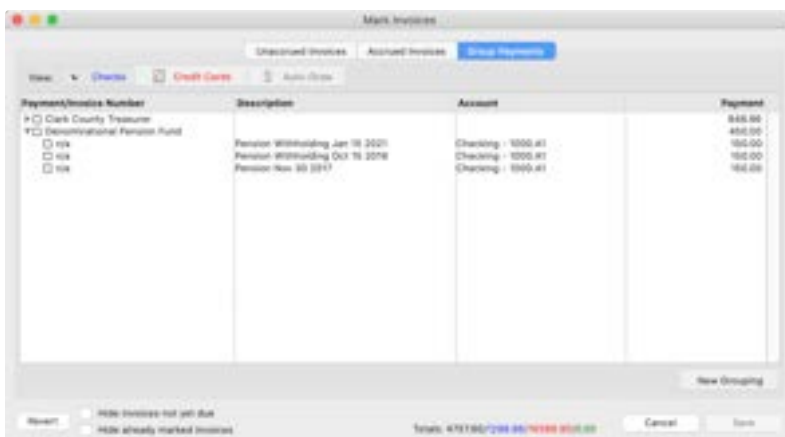 Mark Invoices
Unaccrued Invoices Accrued Invoices Group Payments
View: Checks Credit Cards Auto-Draw
Payment/Invoice Number Description Account Payment
Clark County Treasurer
Denominational Pension Fund 450.00
n/a Pension Withholding Jan 15 2021 Checking - 1000.41 150.00
n/a Pension Withholding Oct 15 2019 Checking - 1000.41 150.00
n/a Pension Nov 30 2017 Checking - 1000.41 150.00
New Grouping
Revert Hide invoices not yet due Cancel Save
Hide already marked invoices Totals: